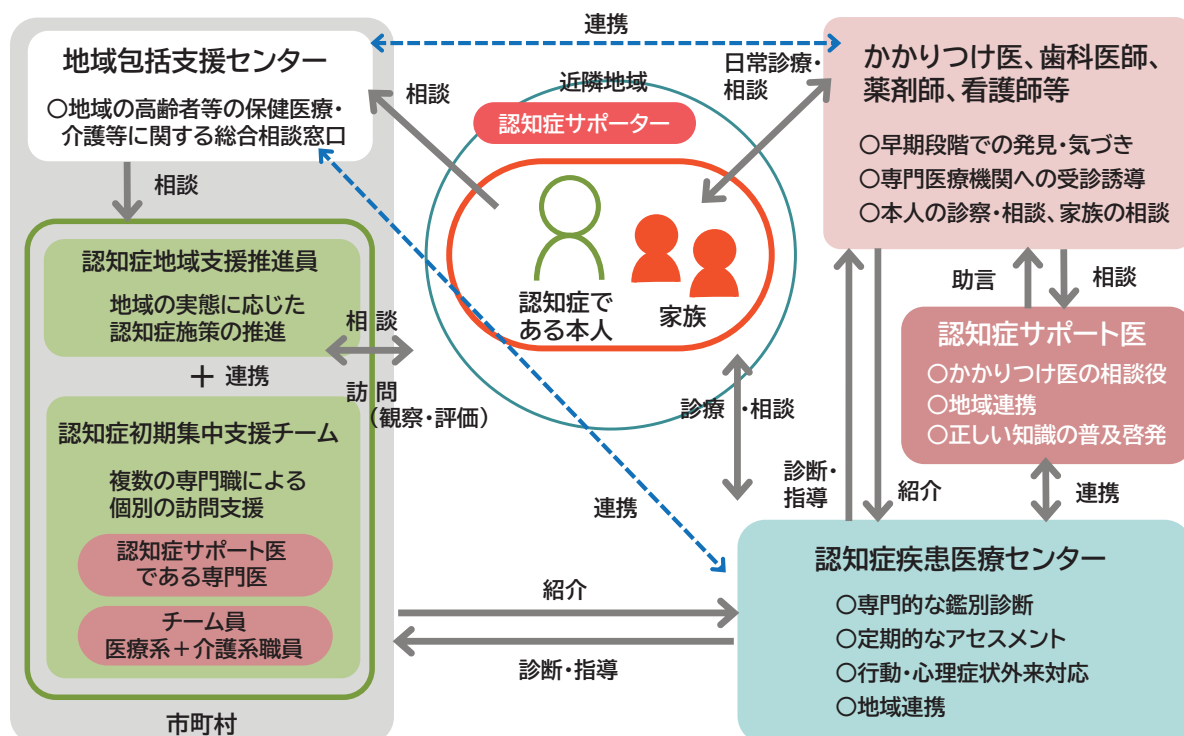 地域包括支援センター
○地域の高齢者等の保健医療・
介護等に関する総合相談窓口
相談
認知症地域支援推進員
地域の実態に応じた
認知症施策の推進
＋ 連携
認知症初期集中支援チーム
複数の専門職による
個別の訪問支援
認知症サポート医
である専門医
チーム員
医療系＋介護系職員
市町村
連携
相談
近隣地域
認知症サポーター
日常診療・
相談
認知症で
ある本人
家族
相談
訪問
（観察・評価）
診療・相談
連携
かかりつけ医、歯科医師、
薬剤師、看護師等
○早期段階での発見・気づき
○専門医療機関への受診誘導
○本人の診察・相談、家族の相談
助言
相談
認知症サポート医
○かかりつけ医の相談役
○地域連携
○正しい知識の普及啓発
診断・
指導
紹介
連携
紹介
診断・指導
認知症疾患医療センター
○専門的な鑑別診断
○定期的なアセスメント
○行動・心理症状外来対応
○地域連携